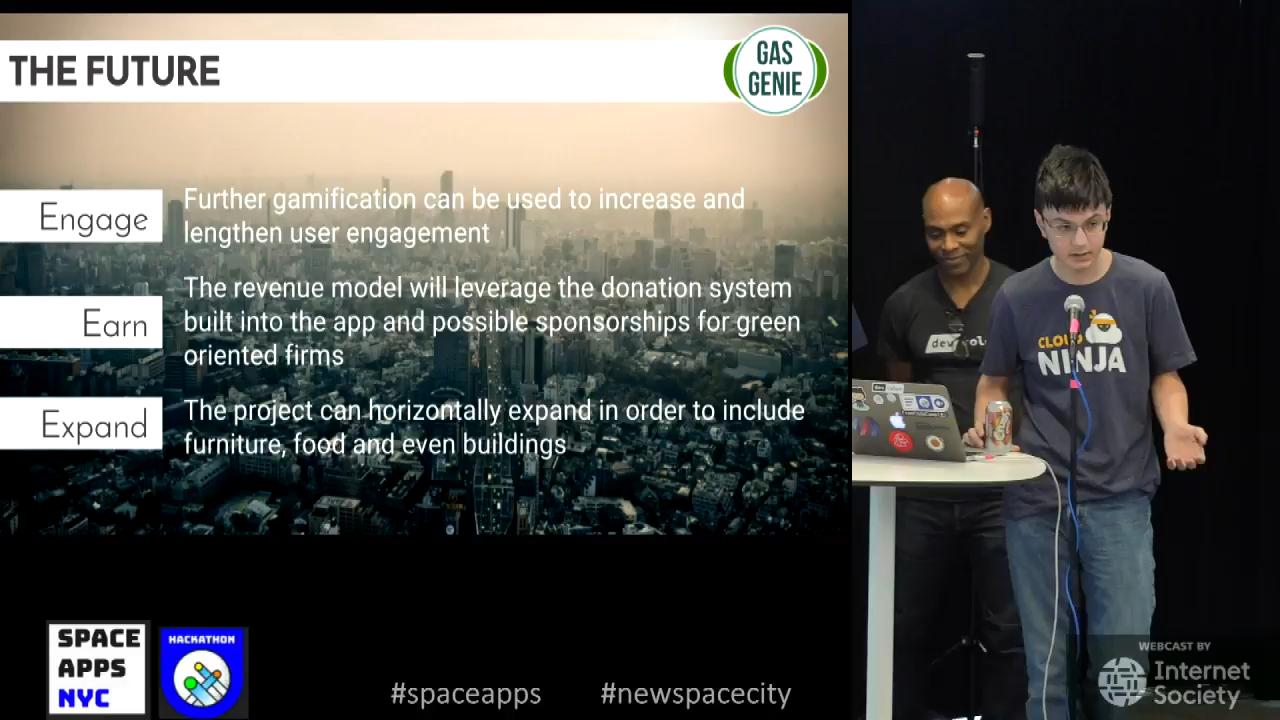 THE FUTURE
GAS
GENIE
Engage
Further gamification can be used to increase and
lengthen user engagement
Earn
The revenue model will leverage the donation system
built into the app and possible sponsorships for green
oriented firms
Expand
The project can horizontally expand in order to include
furniture, food and even buildings
CLOUD
NINJA
SPACE
APPS
NYC
HACKATHON
#spaceapps
#newspacecity
WEBCAST BY
Internet
Society